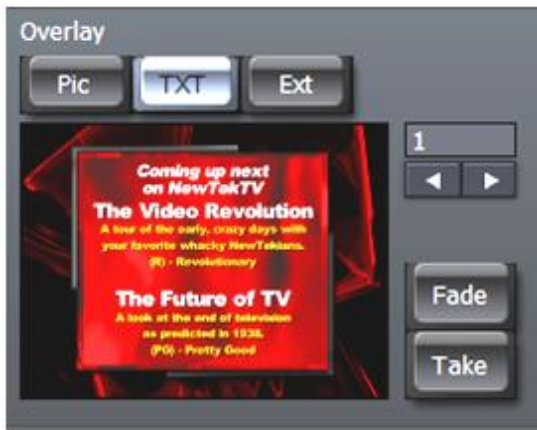 Overlay
Pic TXT Ext
1
Coming up next
on NewTekTV
The Video Revolution
A tour of the early, crazy days with
your favorite whacky NewTekians.
(R) - Revolutionary
The Future of TV
A look at the end of television
as predicted in 1938.
(PG) - Pretty Good
Fade
Take